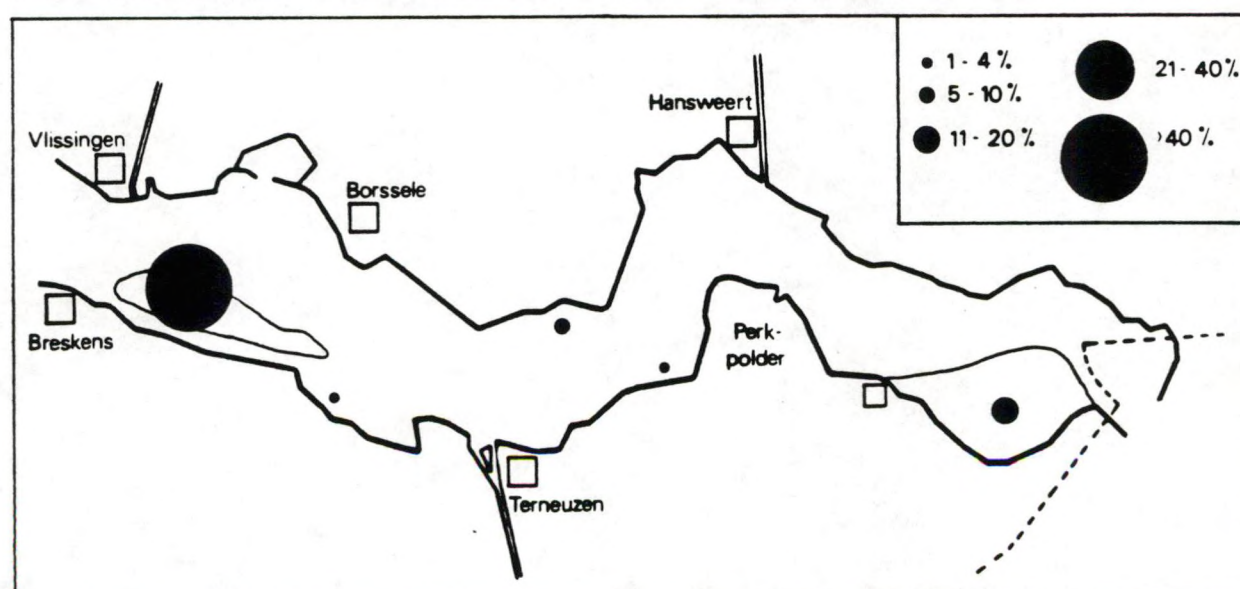 1 - 4 %
21 - 40 %
5 - 10 %
11 - 20 %
›40 %
Hansweert
Vlissingen
Borssele
Breskens
Perk-
polder
Terneuzen